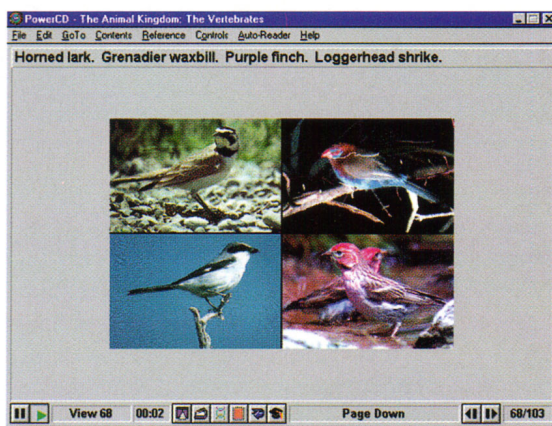 PowerCD - The Animal Kingdom: The Vertebrates
File Edit GoTo Contents Reference Controls Auto-Reader Help
Horned lark. Grenadier waxbill. Purple finch. Loggerhead shrike.
View 68 00:02 Page Down 68/103